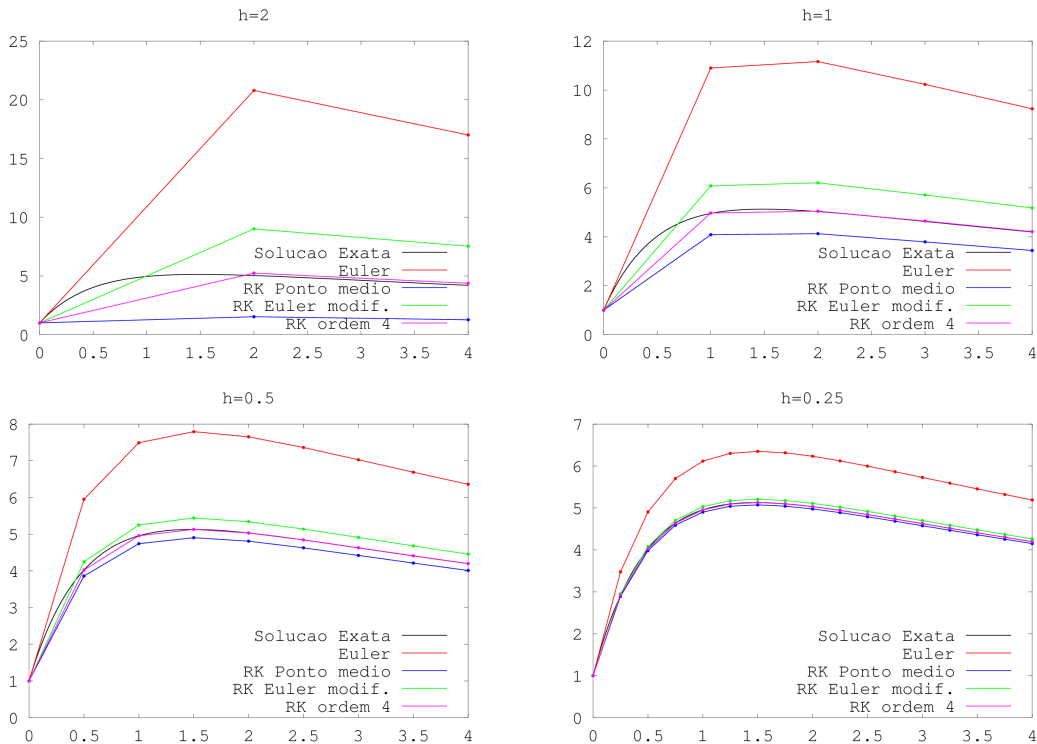 h=2
25
20
15
10
5
0
Solucao Exata
Euler
RK Ponto medio
RK Euler modif.
RK ordem 4
0 0.5 1 1.5 2 2.5 3 3.5 4
h=1
12
10
8
6
4
2
0
Solucao Exata
Euler
RK Ponto medio
RK Euler modif.
RK ordem 4
0 0.5 1 1.5 2 2.5 3 3.5 4
h=0.5
8
7
6
5
4
3
2
1
0
Solucao Exata
Euler
RK Ponto medio
RK Euler modif.
RK ordem 4
0 0.5 1 1.5 2 2.5 3 3.5 4
h=0.25
7
6
5
4
3
2
1
0
Solucao Exata
Euler
RK Ponto medio
RK Euler modif.
RK ordem 4
0 0.5 1 1.5 2 2.5 3 3.5 4